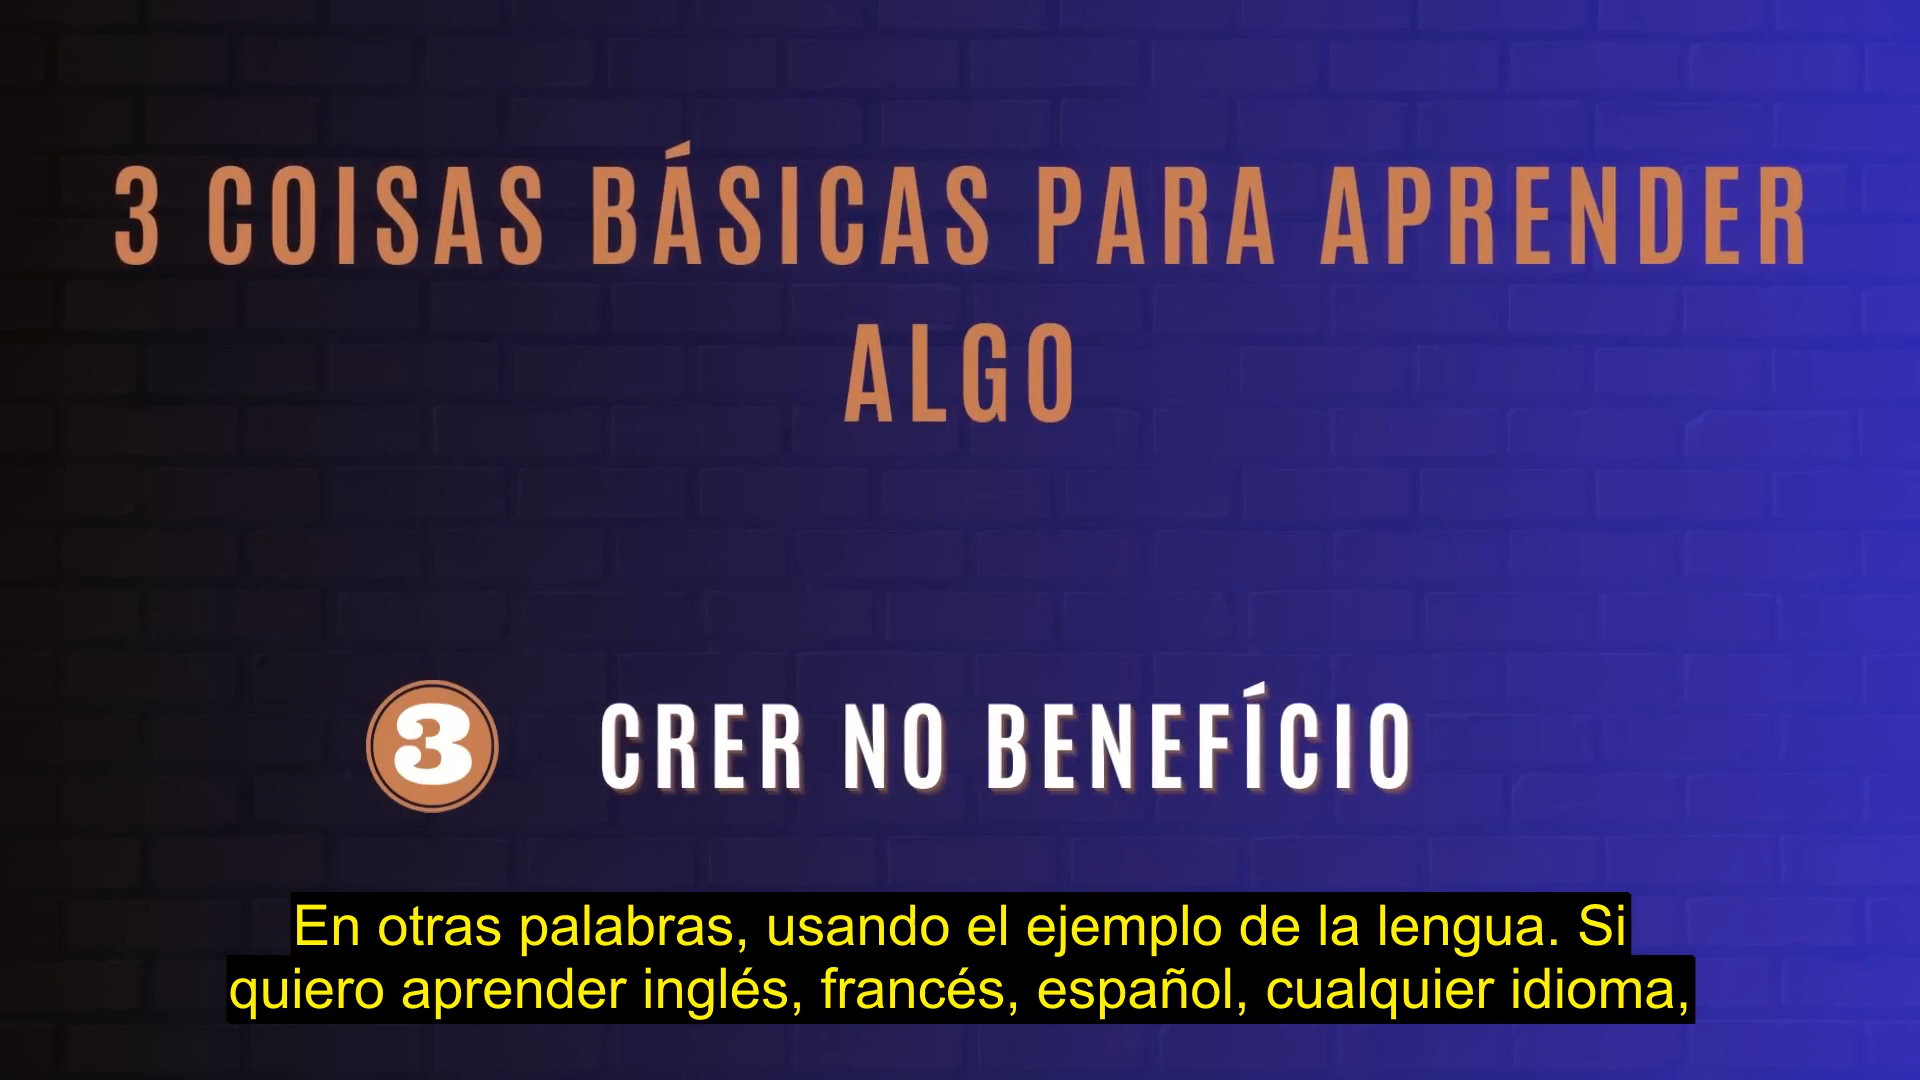 3 COISAS BÁSICAS PARA APRENDER
ALGO
3 CRER NO BENEFÍCIO
En otras palabras, usando el ejemplo de la lengua. Si
quiero aprender inglés, francés, español, cualquier idioma,